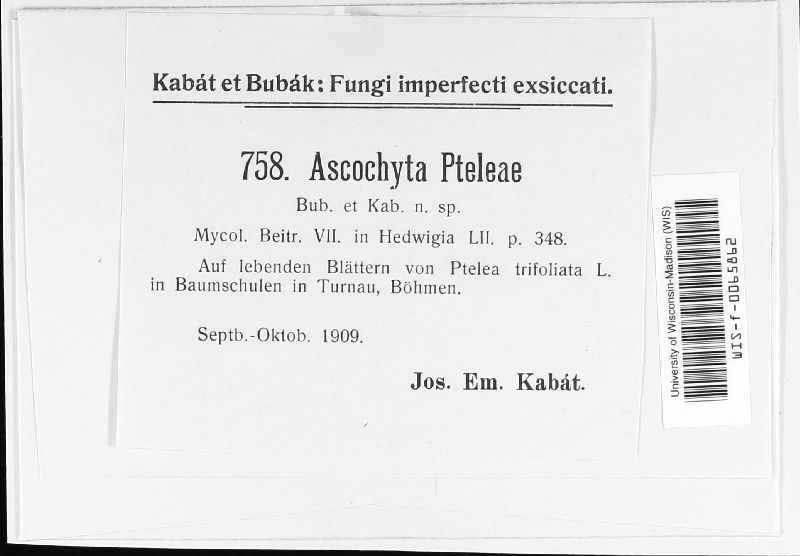 Kabát et Bubák: Fungi imperfecti exsiccati.
758. Ascochyta Pteleae
Bub. et Kab. n. sp.
Mycol. Beitr. VII. in Hedwigia LII. p. 348.
Auf lebenden Blättern von Ptelea trifoliata L.
in Baumschulen in Turnau, Böhmen.
Septb.-Oktob. 1909.
Jos. Em. Kabát.
University of Wisconsin-Madison (WIS)
WIS-f-0065862